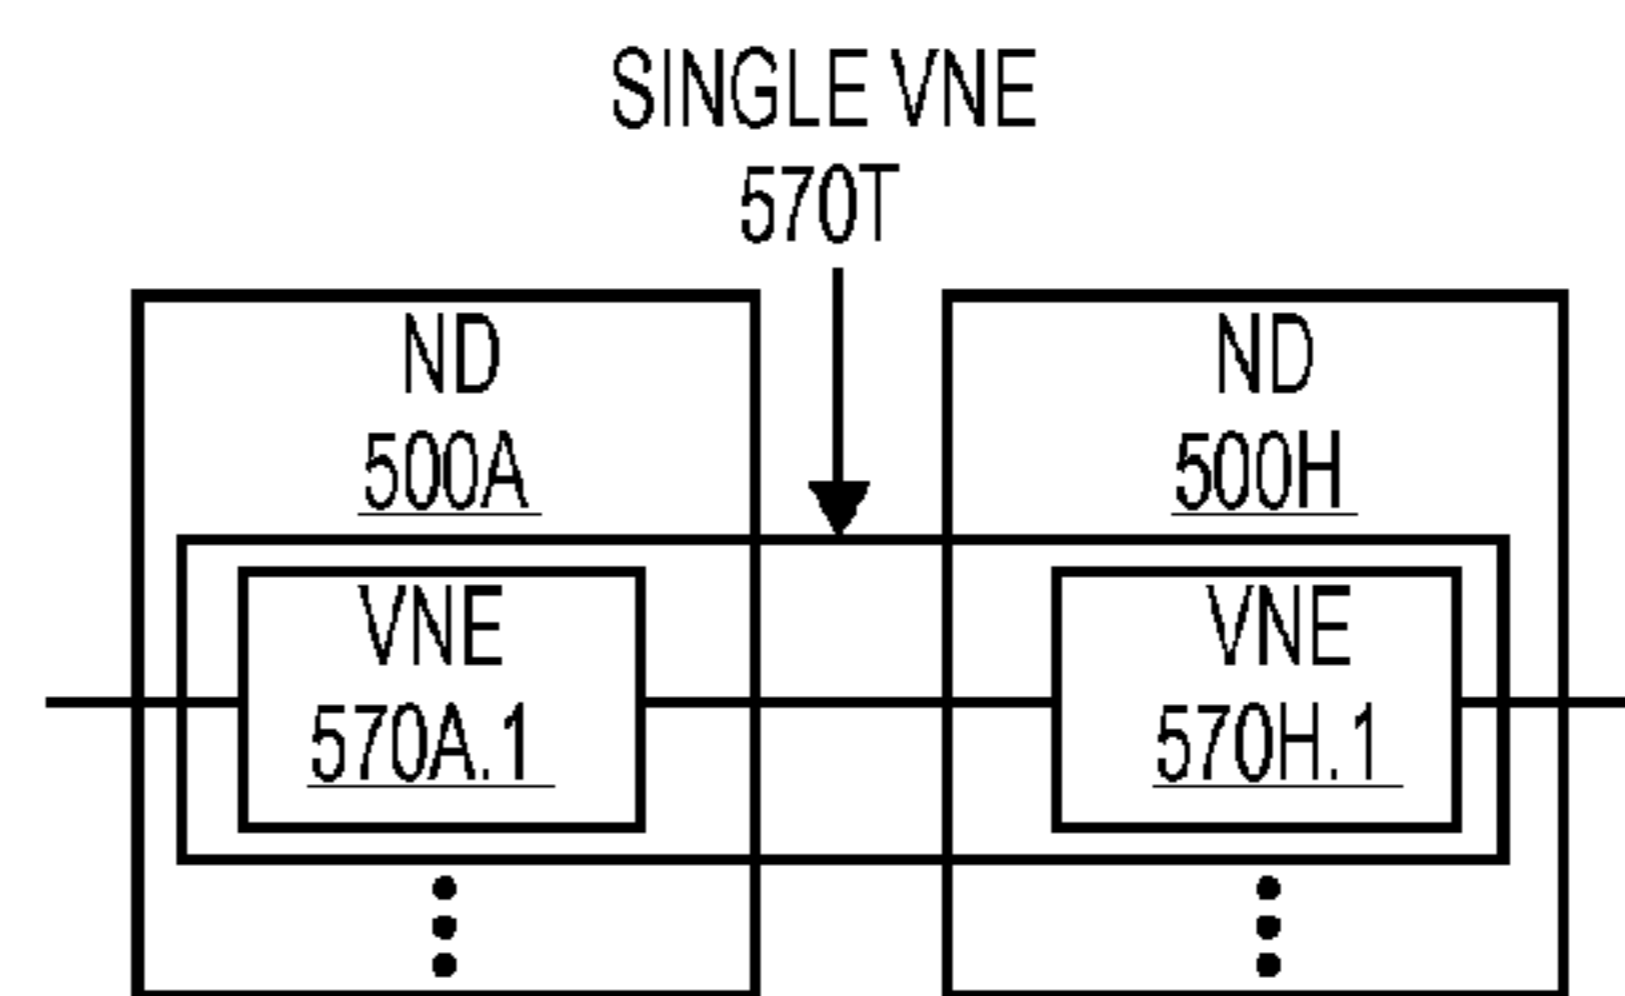 SINGLE VNE
570T
ND
500A
ND
500H
VNE
570A.1
VNE
570H.1